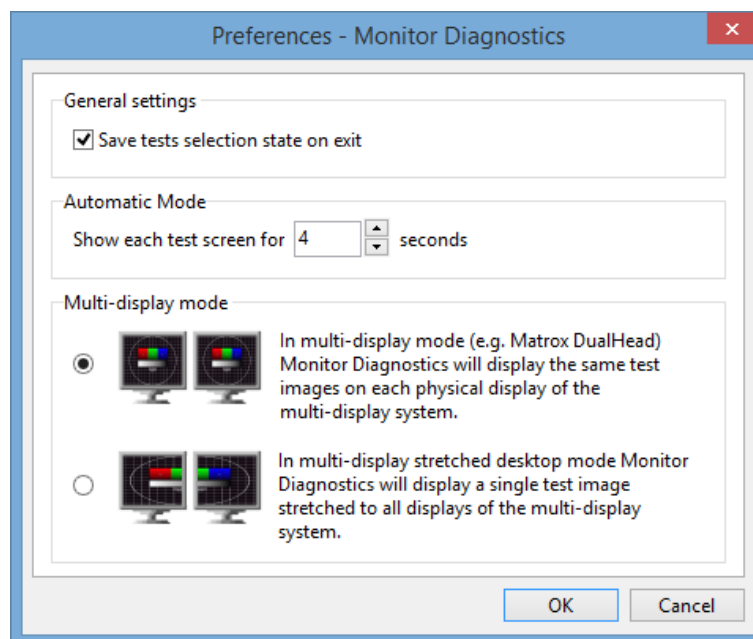 Preferences - Monitor Diagnostics
General settings
Save tests selection state on exit
Automatic Mode
Show each test screen for 4 seconds
Multi-display mode
In multi-display mode (e.g. Matrox DualHead)
Monitor Diagnostics will display the same test
images on each physical display of the
multi-display system.
In multi-display stretched desktop mode Monitor
Diagnostics will display a single test image
stretched to all displays of the multi-display
system.
OK Cancel